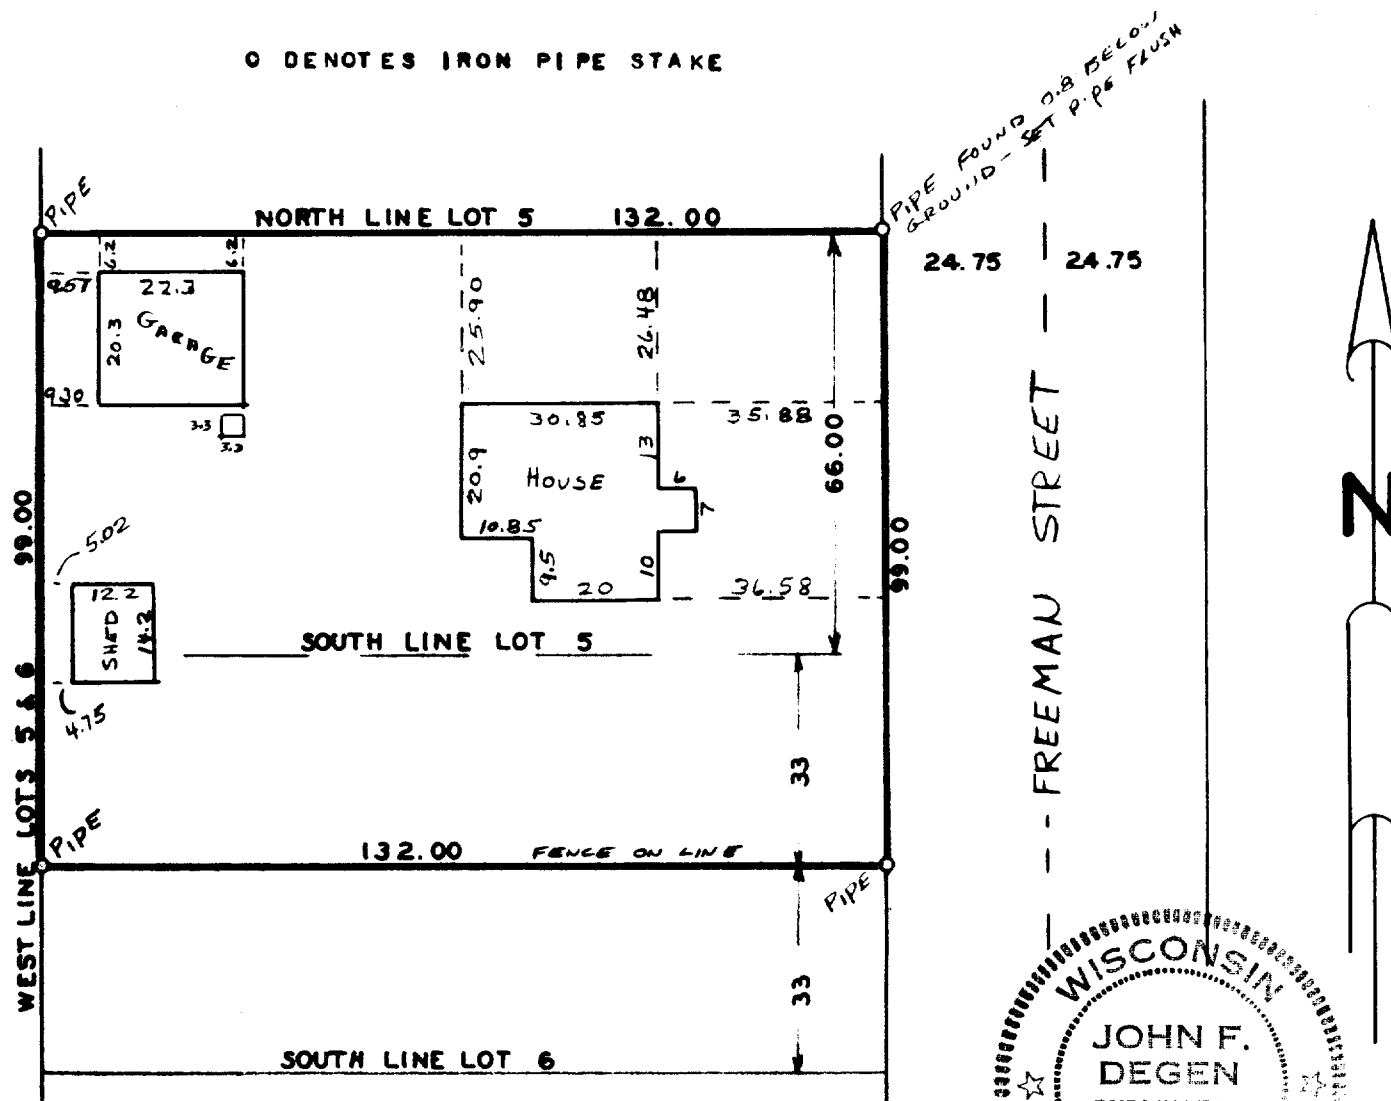 O DENOTES IRON PIPE STAKE
PIPE FOUND 0.8 BELOW
GROUND - SET PIPE FLUSH
PIPE
NORTH LINE LOT 5 132.00
24.75 24.75
6.2 6.2
9.57
22.3
20.3
GARAGE
9.30
3.3
3.3
25.90
26.48
30.85
35.88
13
20.9
HOUSE
6
7
10.85
9.5
20
10
36.58
66.00
99.00
99.00
5.02
12.2
SHED
14.2
4.75
SOUTH LINE LOT 5
FREEMAN STREET
N
WEST LINE LOTS 5 & 6
33
PIPE
132.00 FENCE ON LINE
PIPE
33
SOUTH LINE LOT 6
WISCONSIN
JOHN F.
DEGEN